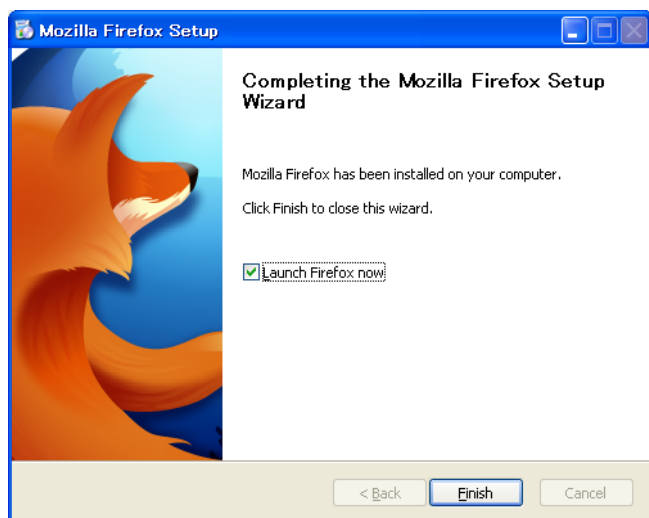 Mozilla Firefox Setup
Completing the Mozilla Firefox Setup
Wizard
Mozilla Firefox has been installed on your computer.
Click Finish to close this wizard.
Launch Firefox now
< Back
Finish
Cancel